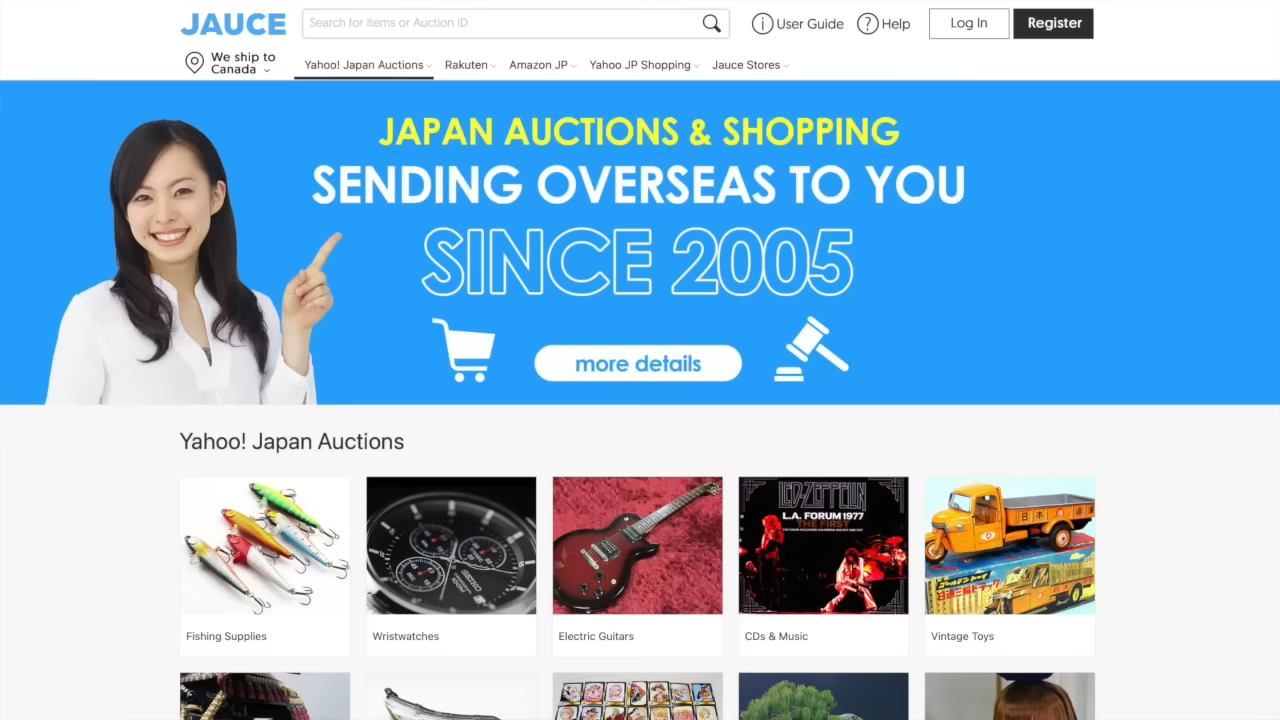 JAUCE
Search for items or Auction ID
User Guide
Help
Log In
Register
We ship to
Canada
Yahoo! Japan Auctions
Rakuten
Amazon JP
Yahoo JP Shopping
Jauce Stores
JAPAN AUCTIONS & SHOPPING
SENDING OVERSEAS TO YOU
SINCE 2005
more details
Yahoo! Japan Auctions
SEIKO
LED-ZEPPELIN
L.A. FORUM 1977
THE FIRST
日本
Fishing Supplies
Wristwatches
Electric Guitars
CDs & Music
Vintage Toys